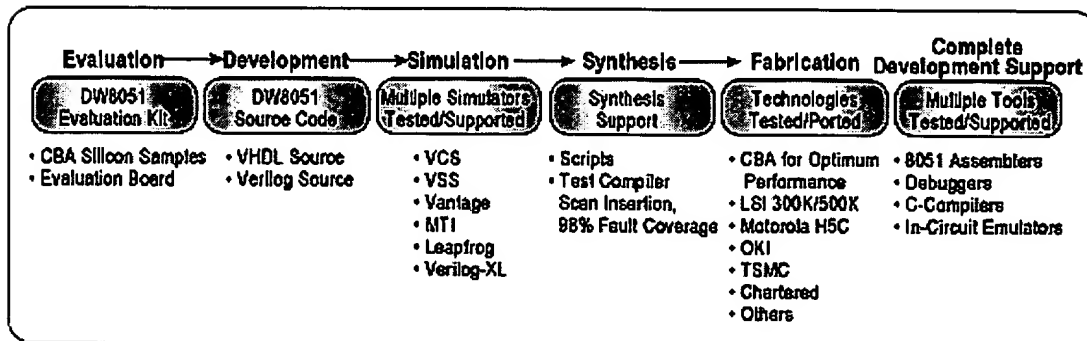 Evaluation
DW8051
Evaluation Kit
• CBA Silicon Samples
• Evaluation Board
Development
DW8051
Source Code
• VHDL Source
• Verilog Source
Simulation
Multiple Simulators
Tested/Supported
• VCS
• VSS
• Vantage
• MTI
• Leapfrog
• Verilog-XL
Synthesis
Synthesis
Support
• Scripts
• Test Compiler
Scan Insertion,
98% Fault Coverage
Fabrication
Technologies
Tested/Ported
• CBA for Optimum
Performance
• LSI 300K/500K
• Motorola H5C
• OKI
• TSMC
• Chartered
• Others
Complete
Development Support
Multiple Tools
Tested/Supported
• 8051 Assemblers
• Debuggers
• C-Compilers
• In-Circuit Emulators